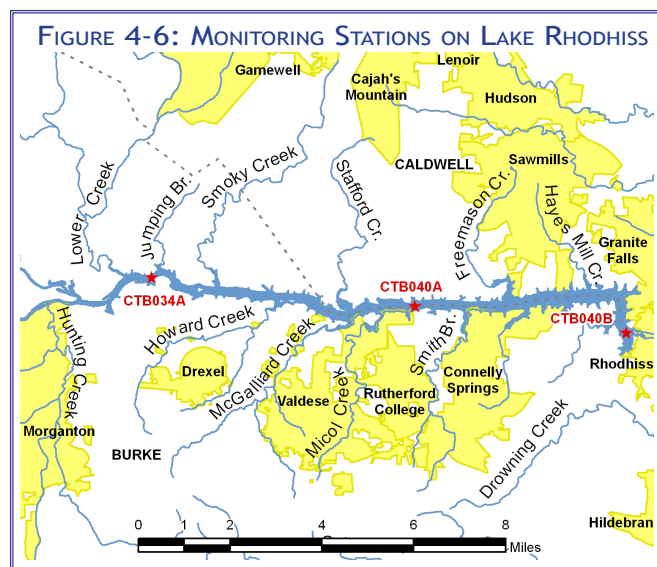 FIGURE 4-6: MONITORING STATIONS ON LAKE RHODHISS
Lenoir
Gamewell
Cajah's
Mountain
Hudson
CALDWELL
Sawmills
Lower Creek
Jumping Br.
Smoky Creek
Stafford Cr.
Freemason Cr.
Hayes Mill Cr.
Granite
Falls
CTB034A
CTB040A
CTB040B
Hunting Creek
Howard Creek
McGalliard Creek
Smith Br.
Rhodhiss
Drexel
Connelly
Springs
Valdese
Micol Creek
Rutherford
College
Morganton
BURKE
Drowning Creek
Hildebran
0 1 2 4 6 8
Miles